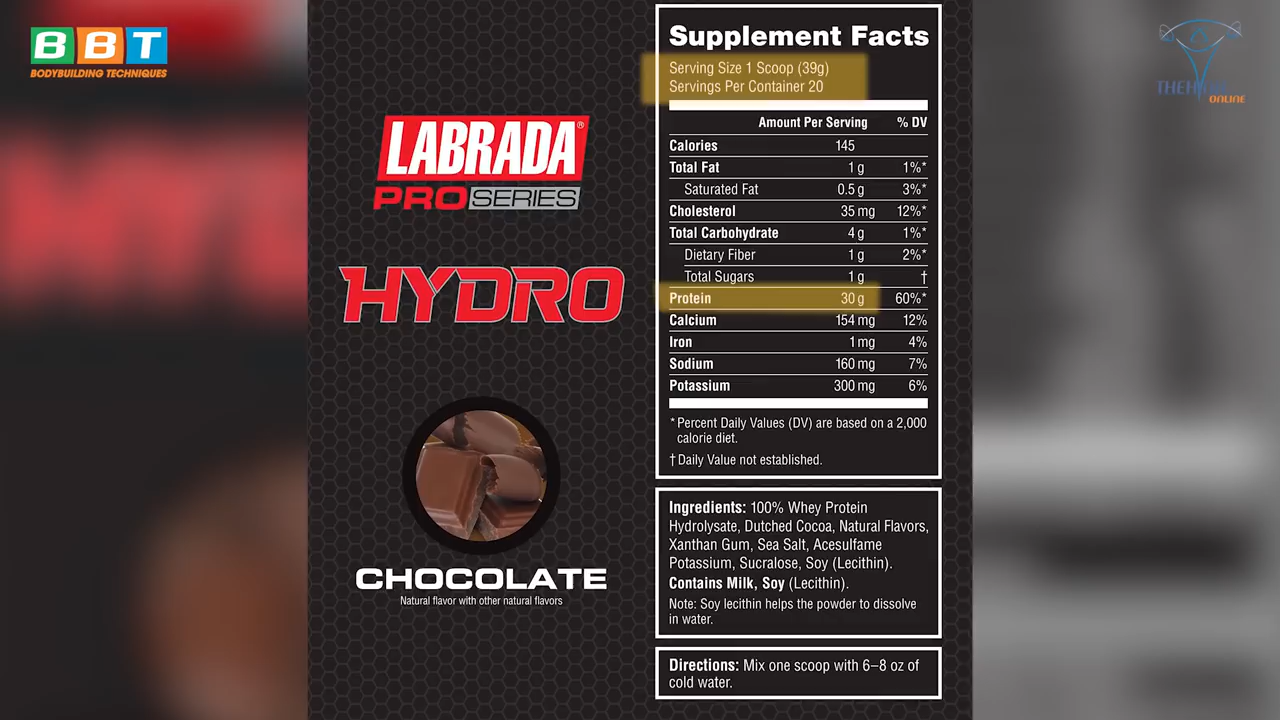 BBT
BODYBUILDING TECHNIQUES
ONLINE
LABRADA®
PROSERIES
HYDRO
CHOCOLATE
Natural flavor with other natural flavors
Supplement Facts
Serving Size 1 Scoop (39g)
Servings Per Container 20
Amount Per Serving % DV
Calories 145
Total Fat 1 g 1%*
Saturated Fat 0.5 g 3%*
Cholesterol 35 mg 12%*
Total Carbohydrate 4 g 1%*
Dietary Fiber 1 g 2%*
Total Sugars 1 g †
Protein 30 g 60%*
Calcium 154 mg 12%
Iron 1 mg 4%
Sodium 160 mg 7%
Potassium 300 mg 6%
* Percent Daily Values (DV) are based on a 2,000
calorie diet.
† Daily Value not established.
Ingredients: 100% Whey Protein
Hydrolysate, Dutched Cocoa, Natural Flavors,
Xanthan Gum, Sea Salt, Acesulfame
Potassium, Sucralose, Soy (Lecithin).
Contains Milk, Soy (Lecithin).
Note: Soy lecithin helps the powder to dissolve
in water.
Directions: Mix one scoop with 6–8 oz of
cold water.